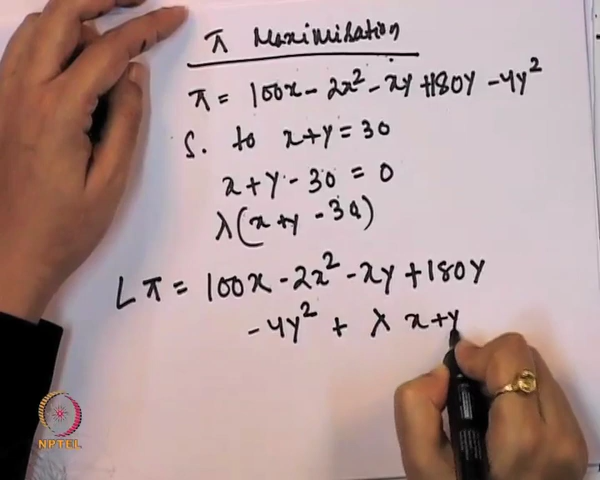 π Maximisation
π = 100x - 2x² - xy + 180y - 4y²
S. to x + y = 30
x + y - 30 = 0
λ(x + y - 30)
Lπ = 100x - 2x² - xy + 180y
- 4y² + λ x + y
NPTEL